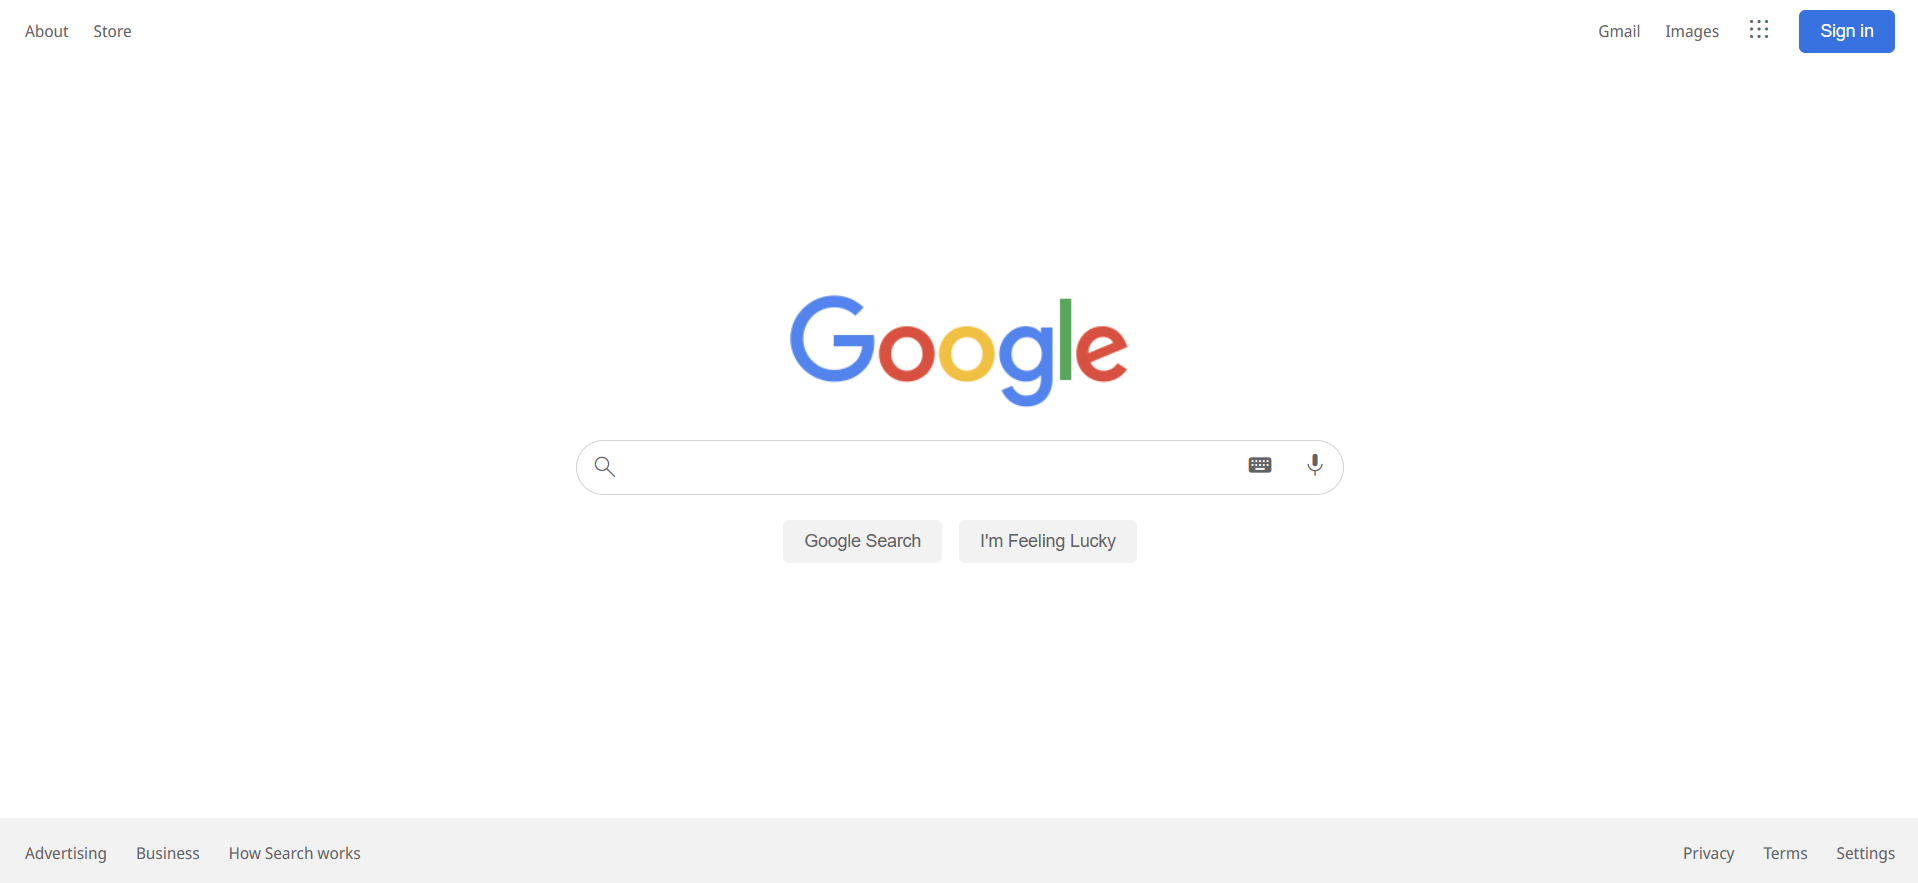 About Store Gmail Images Sign in
Google
Google Search I'm Feeling Lucky
Advertising Business How Search works Privacy Terms Settings